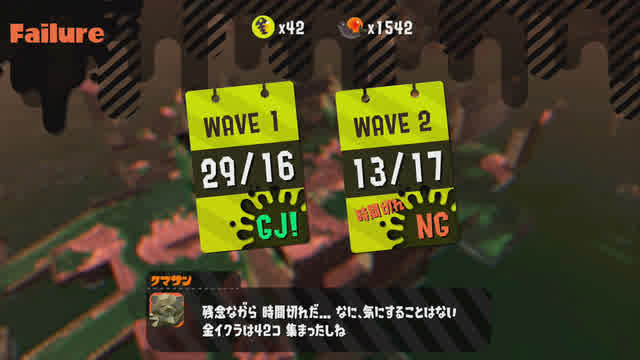 Failure
x42
x1542
WAVE 1
29/16
GJ!
WAVE 2
13/17
時間切れ
NG
クマサン
残念ながら 時間切れだ... なに、気にすることはない
金イクラは42コ 集まったしね